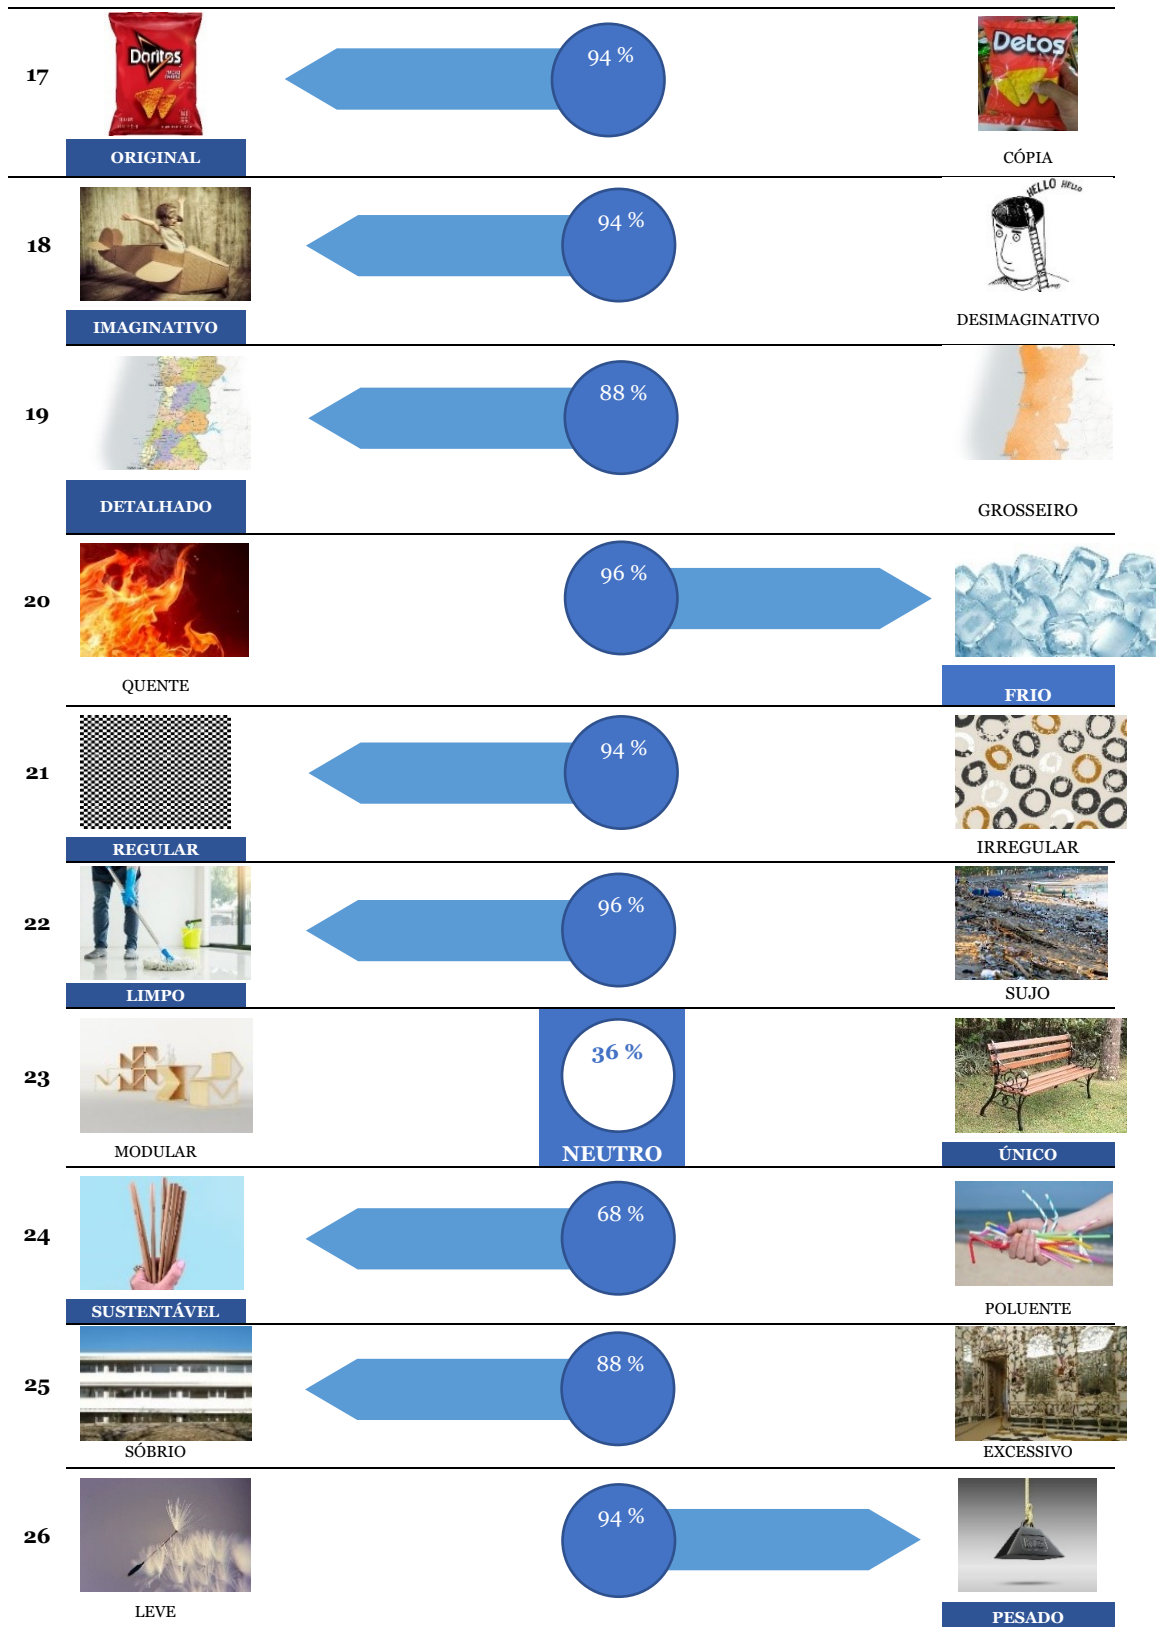 17
Doritos
94 %
Detos
ORIGINAL
CÓPIA
18
94 %
HELLO HELLO
IMAGINATIVO
DESIMAGINATIVO
19
88 %
DETALHADO
GROSSEIRO
20
96 %
QUENTE
FRIO
21
94 %
REGULAR
IRREGULAR
22
96 %
LIMPO
SUJO
23
36 %
MODULAR
NEUTRO
ÚNICO
24
68 %
SUSTENTÁVEL
POLUENTE
25
88 %
SÓBRIO
EXCESSIVO
26
94 %
LEVE
PESADO